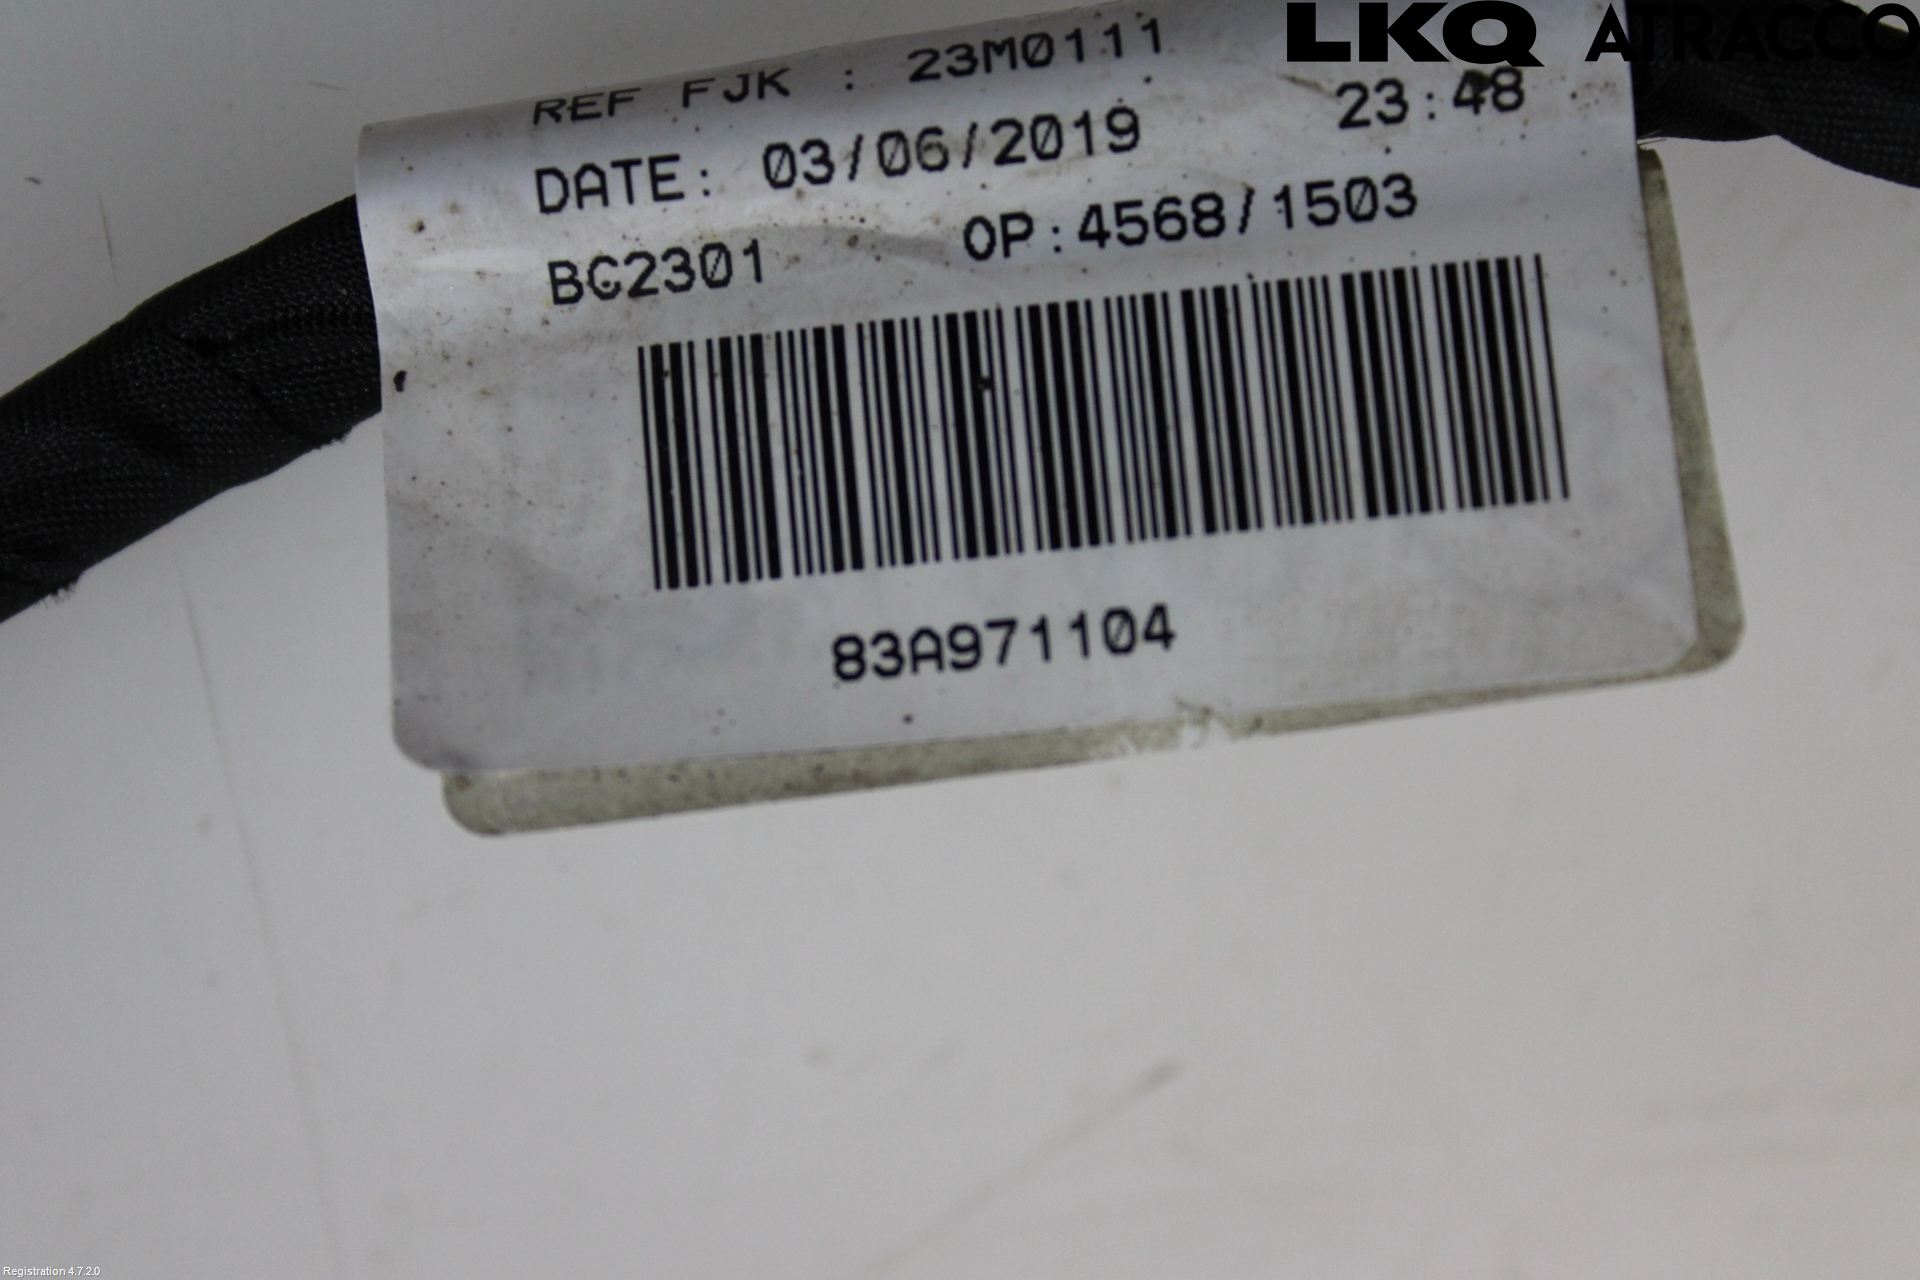 LKQ ATRACCO
REF FJK : 23M0111
DATE: 03/06/2019 23:48
BC2301 OP:4568/1503
83A971104
Registration 4.7.2.0